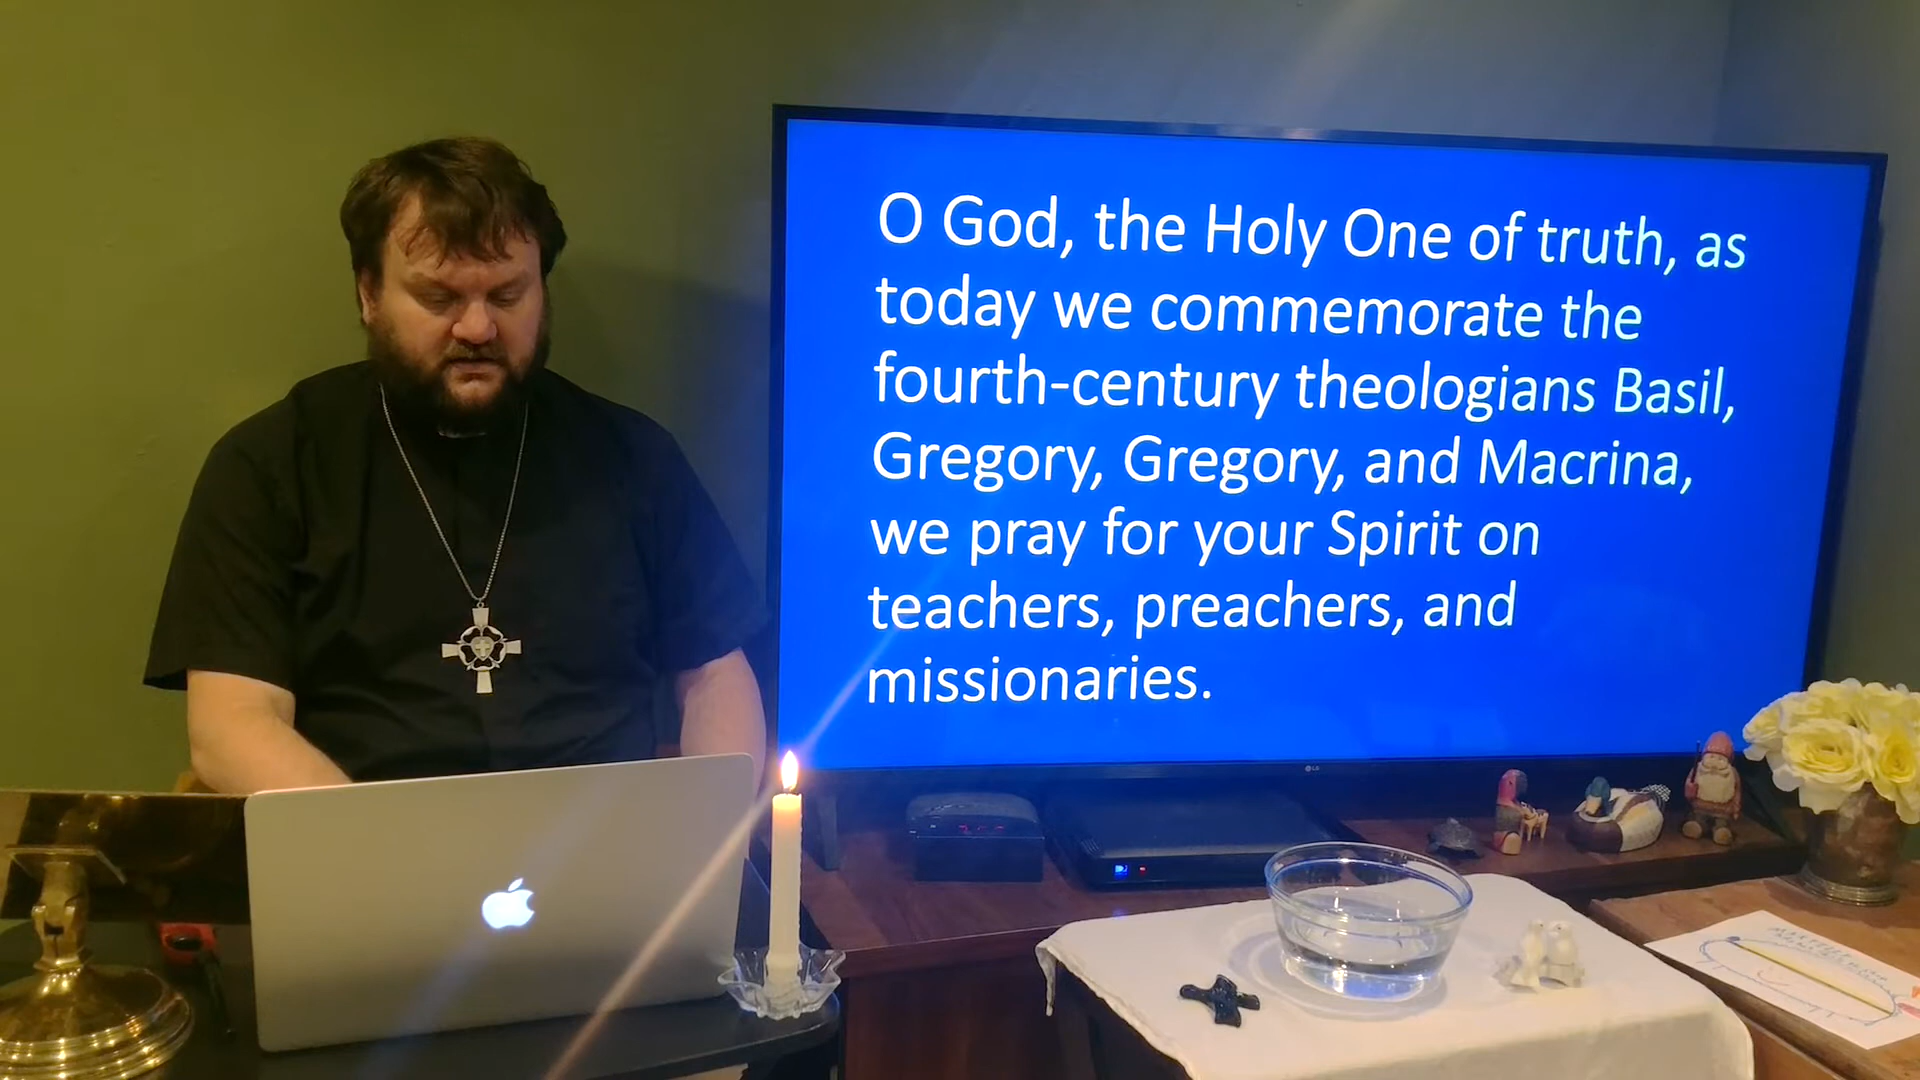 O God, the Holy One of truth, as
today we commemorate the
fourth-century theologians Basil,
Gregory, Gregory, and Macrina,
we pray for your Spirit on
teachers, preachers, and
missionaries.
LG